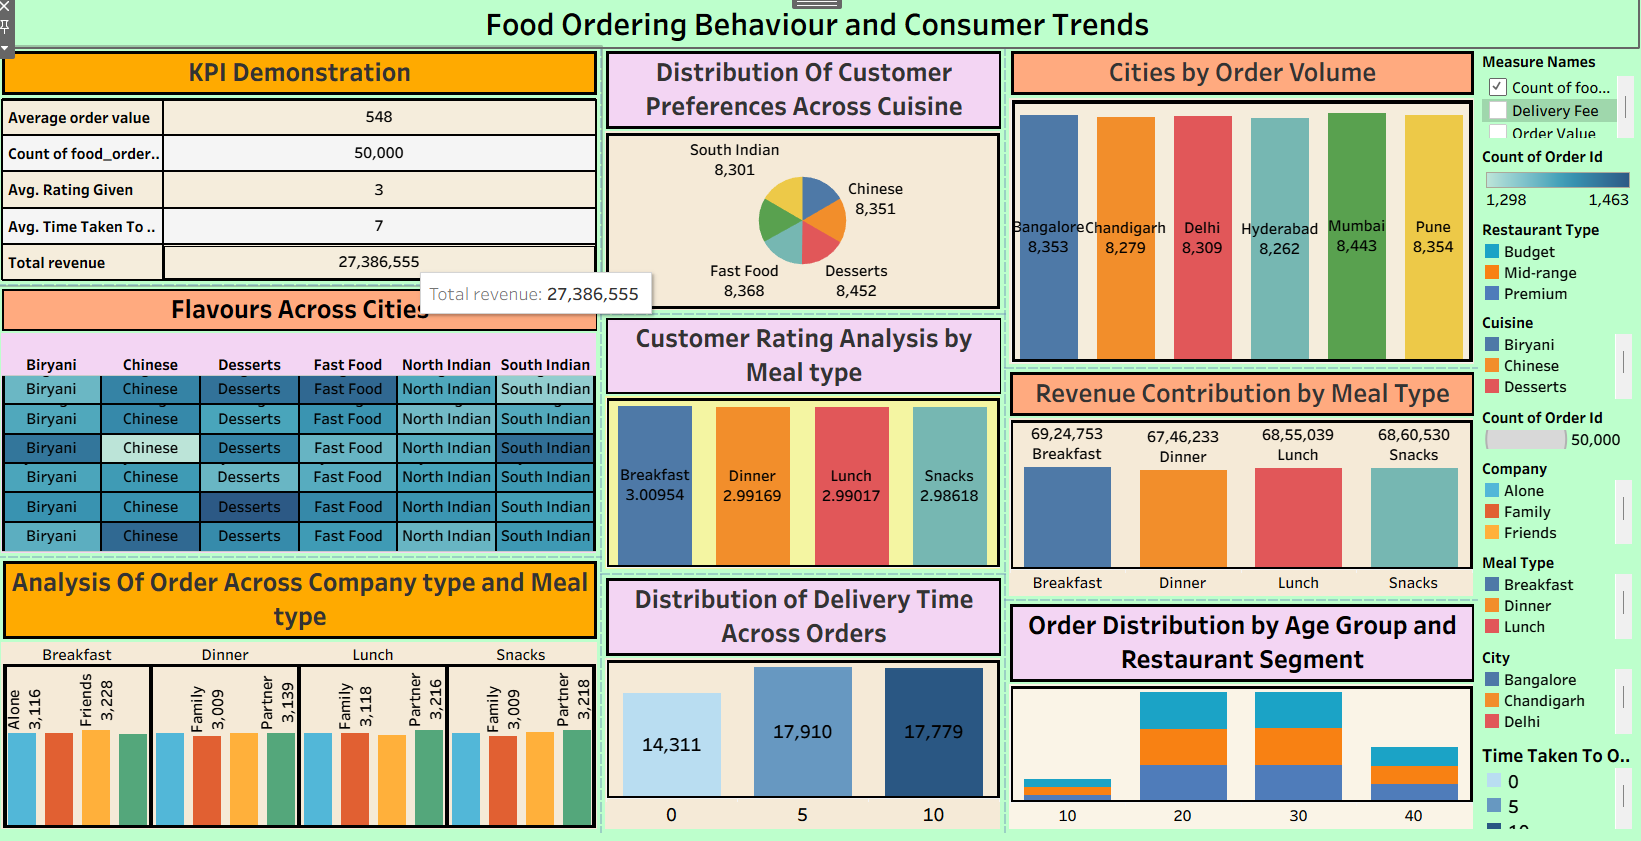 Food Ordering Behaviour and Consumer Trends
KPI Demonstration
Average order value
548
Count of food_order..
50,000
Avg. Rating Given
3
Avg. Time Taken To ..
7
Total revenue
27,386,555
Total revenue: 27,386,555
Flavours Across Cities
Biryani Chinese Desserts Fast Food North Indian South Indian
Biryani Chinese Desserts Fast Food North Indian South Indian
Biryani Chinese Desserts Fast Food North Indian South Indian
Biryani Chinese Desserts Fast Food North Indian South Indian
Biryani Chinese Desserts Fast Food North Indian South Indian
Biryani Chinese Desserts Fast Food North Indian South Indian
Biryani Chinese Desserts Fast Food North Indian South Indian
Analysis Of Order Across Company type and Meal
type
Breakfast Dinner Lunch Snacks
Alone
3,116
Friends
3,228
Family
3,009
Partner
3,139
Family
3,118
Partner
3,216
Family
3,009
Partner
3,218
Distribution Of Customer
Preferences Across Cuisine
South Indian
8,301
Chinese
8,351
Fast Food
8,368
Desserts
8,452
Customer Rating Analysis by
Meal type
Breakfast
3.00954
Dinner
2.99169
Lunch
2.99017
Snacks
2.98618
Distribution of Delivery Time
Across Orders
14,311
17,910
17,779
0 5 10
Cities by Order Volume
Bangalore
8,353
Chandigarh
8,279
Delhi
8,309
Hyderabad
8,262
Mumbai
8,443
Pune
8,354
Revenue Contribution by Meal Type
69,24,753
Breakfast
67,46,233
Dinner
68,55,039
Lunch
68,60,530
Snacks
Breakfast Dinner Lunch Snacks
Order Distribution by Age Group and
Restaurant Segment
10 20 30 40
Measure Names
Count of foo...
Delivery Fee
Order Value
Count of Order Id
1,298 1,463
Restaurant Type
Budget
Mid-range
Premium
Cuisine
Biryani
Chinese
Desserts
Count of Order Id
50,000
Company
Alone
Family
Friends
Meal Type
Breakfast
Dinner
Lunch
City
Bangalore
Chandigarh
Delhi
Time Taken To O..
0
5
10